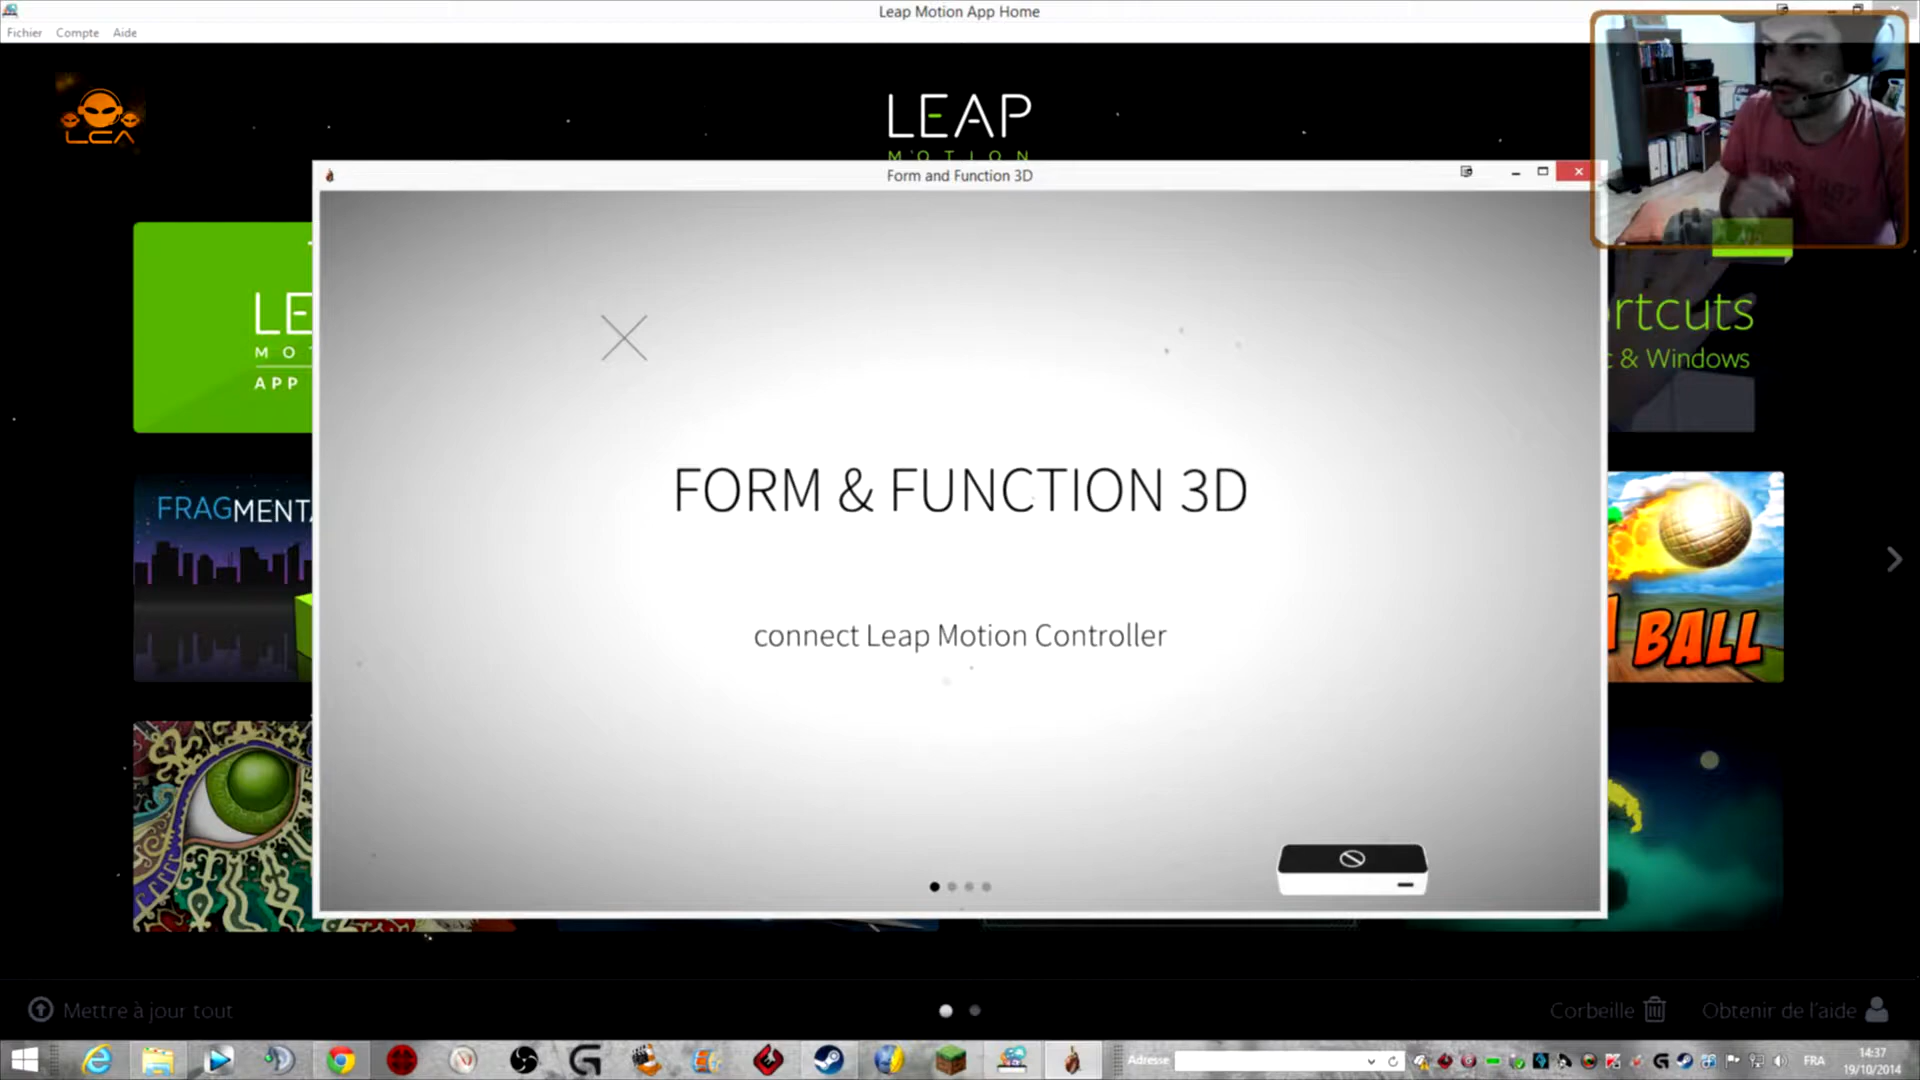 Leap Motion App Home
Fichier Compte Aide
LCA
LEAP
MOTION
Form and Function 3D
LE
MO
APP
FORM & FUNCTION 3D
connect Leap Motion Controller
rtcuts
& Windows
FRAGMENTA
BALL
Mettre à jour tout
Corbeille
Obtenir de l'aide
Adresse
FRA
14:37
19/10/2014